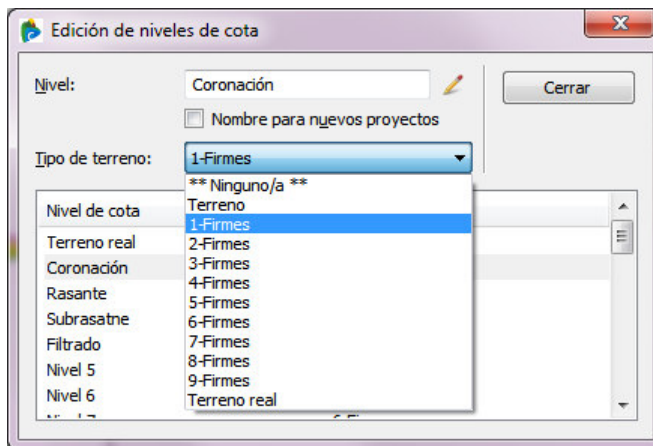 Edición de niveles de cota
Nivel: Coronación Cerrar
Nombre para nuevos proyectos
Tipo de terreno: 1-Firmes
** Ninguno/a **
Nivel de cota Terreno
1-Firmes
Terreno real 2-Firmes
Coronación 3-Firmes
4-Firmes
Rasante 5-Firmes
Subrasatne 6-Firmes
Filtrado 7-Firmes
Nivel 5 8-Firmes
9-Firmes
Nivel 6 Terreno real